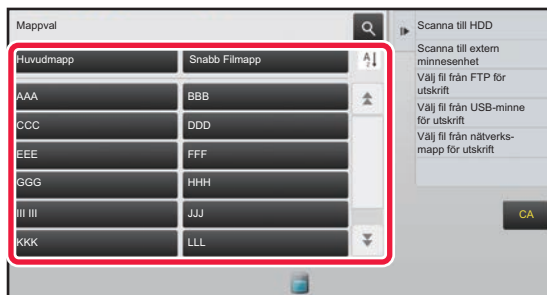 Mappval
Huvudmapp
Snabb Filmapp
AAA
BBB
CCC
DDD
EEE
FFF
GGG
HHH
III III
JJJ
KKK
LLL
Scanna till HDD
Scanna till extern
minnesenhet
Välj fil från FTP för
utskrift
Välj fil från USB-minne
för utskrift
Välj fil från nätverks-
mapp för utskrift
CA